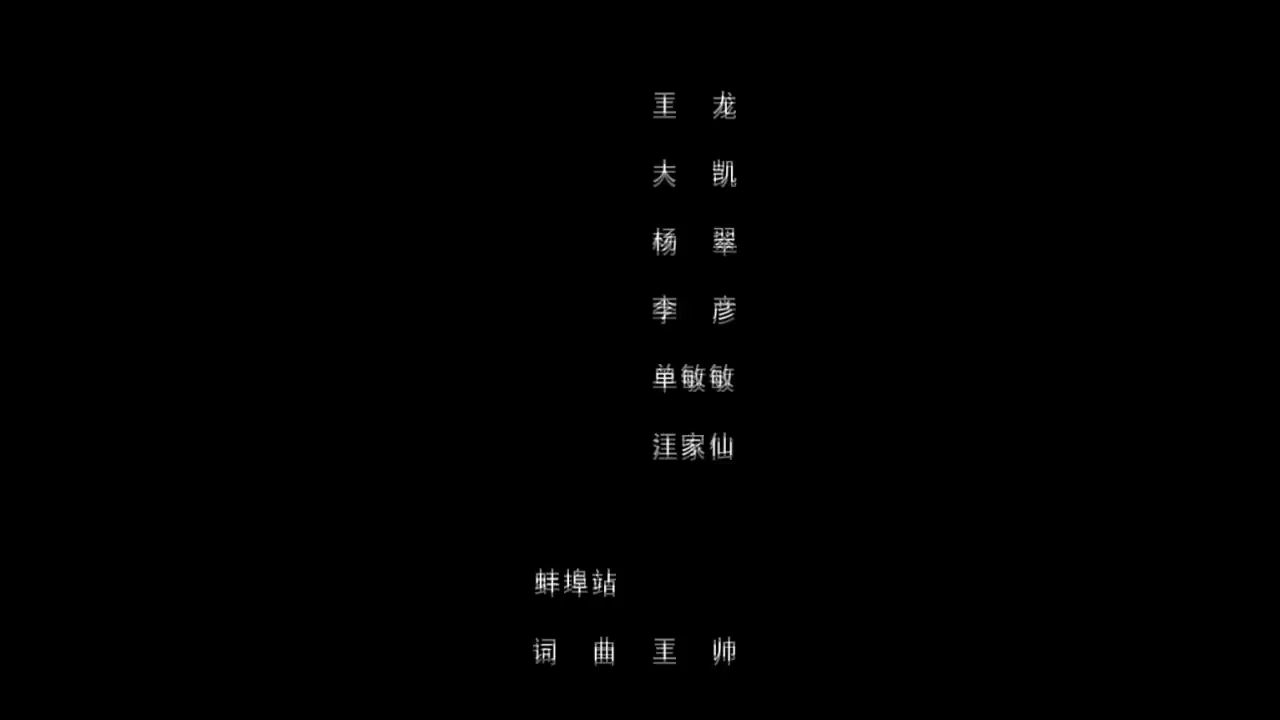 王 龙
大 凯
杨 翠
李 彦
单敏敏
汪家仙
蚌埠站
词 曲 王 帅